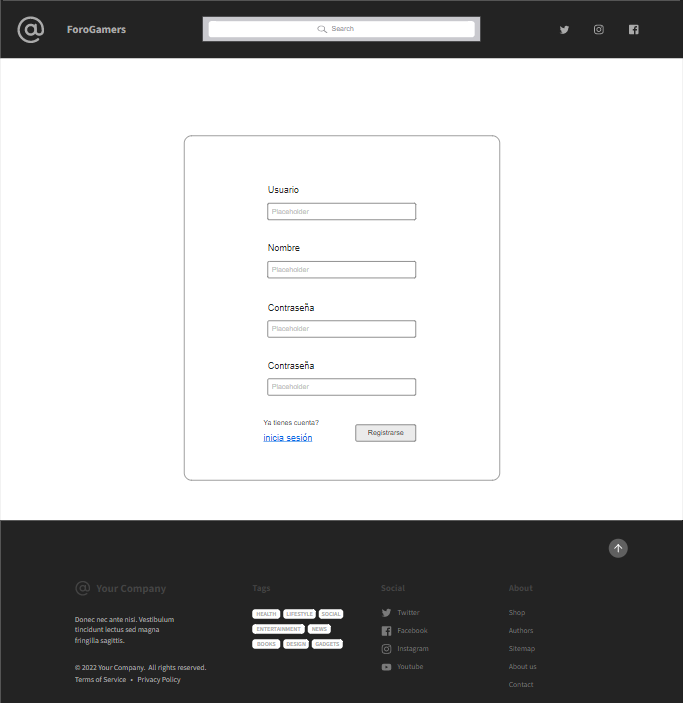 ForoGamers
Search
Usuario
Placeholder
Nombre
Placeholder
Contraseña
Placeholder
Contraseña
Placeholder
Ya tienes cuenta?
inicia sesión
Registrarse
Your Company
Donec nec ante nisi. Vestibulum
tincidunt lectus sed magna
fringilla sagittis.
© 2022 Your Company. All rights reserved.
Terms of Service • Privacy Policy
Tags
HEALTH LIFESTYLE SOCIAL
ENTERTAINMENT NEWS
BOOKS DESIGN GADGETS
Social
Twitter
Facebook
Instagram
Youtube
About
Shop
Authors
Sitemap
About us
Contact